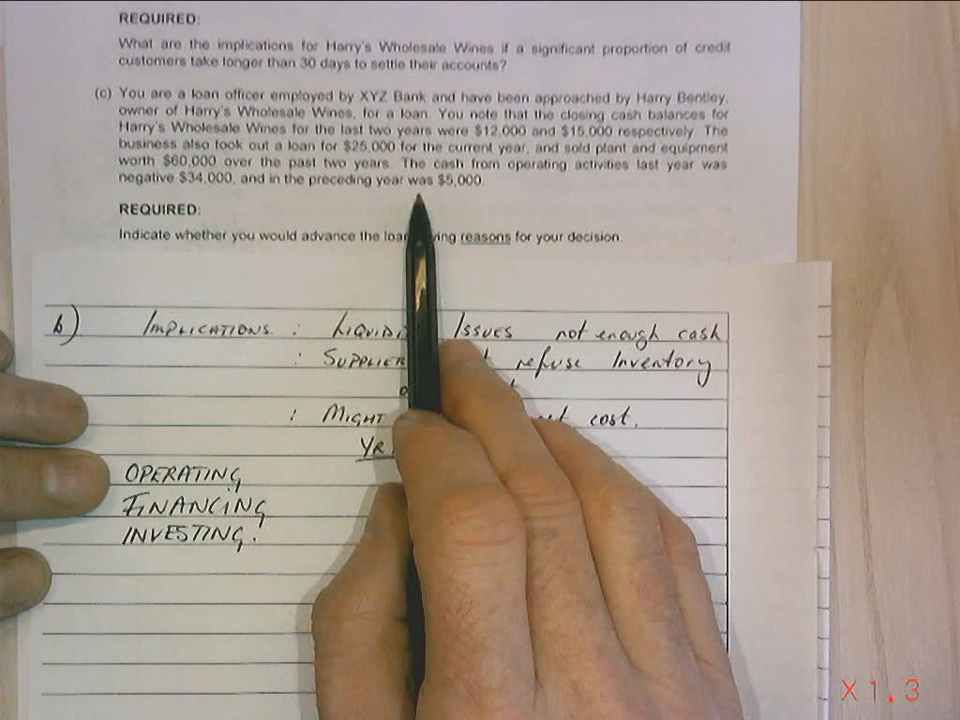 REQUIRED:
What are the implications for Harry's Wholesale Wines if a significant proportion of credit
customers take longer than 30 days to settle their accounts?
(c) You are a loan officer employed by XYZ Bank and have been approached by Harry Bentley,
owner of Harry's Wholesale Wines, for a loan. You note that the closing cash balances for
Harry's Wholesale Wines for the last two years were $12,000 and $15,000 respectively. The
business also took out a loan for $25,000 for the current year, and sold plant and equipment
worth $60,000 over the past two years. The cash from operating activities last year was
negative $34,000, and in the preceding year was $5,000.
REQUIRED:
Indicate whether you would advance the reasons for your decision
b) IMPLICATIONS : ISSUES not enough cash
: refuse Inventory
: MIGHT cost.
YR
OPERATING
FINANCING
INVESTING.
X1.3